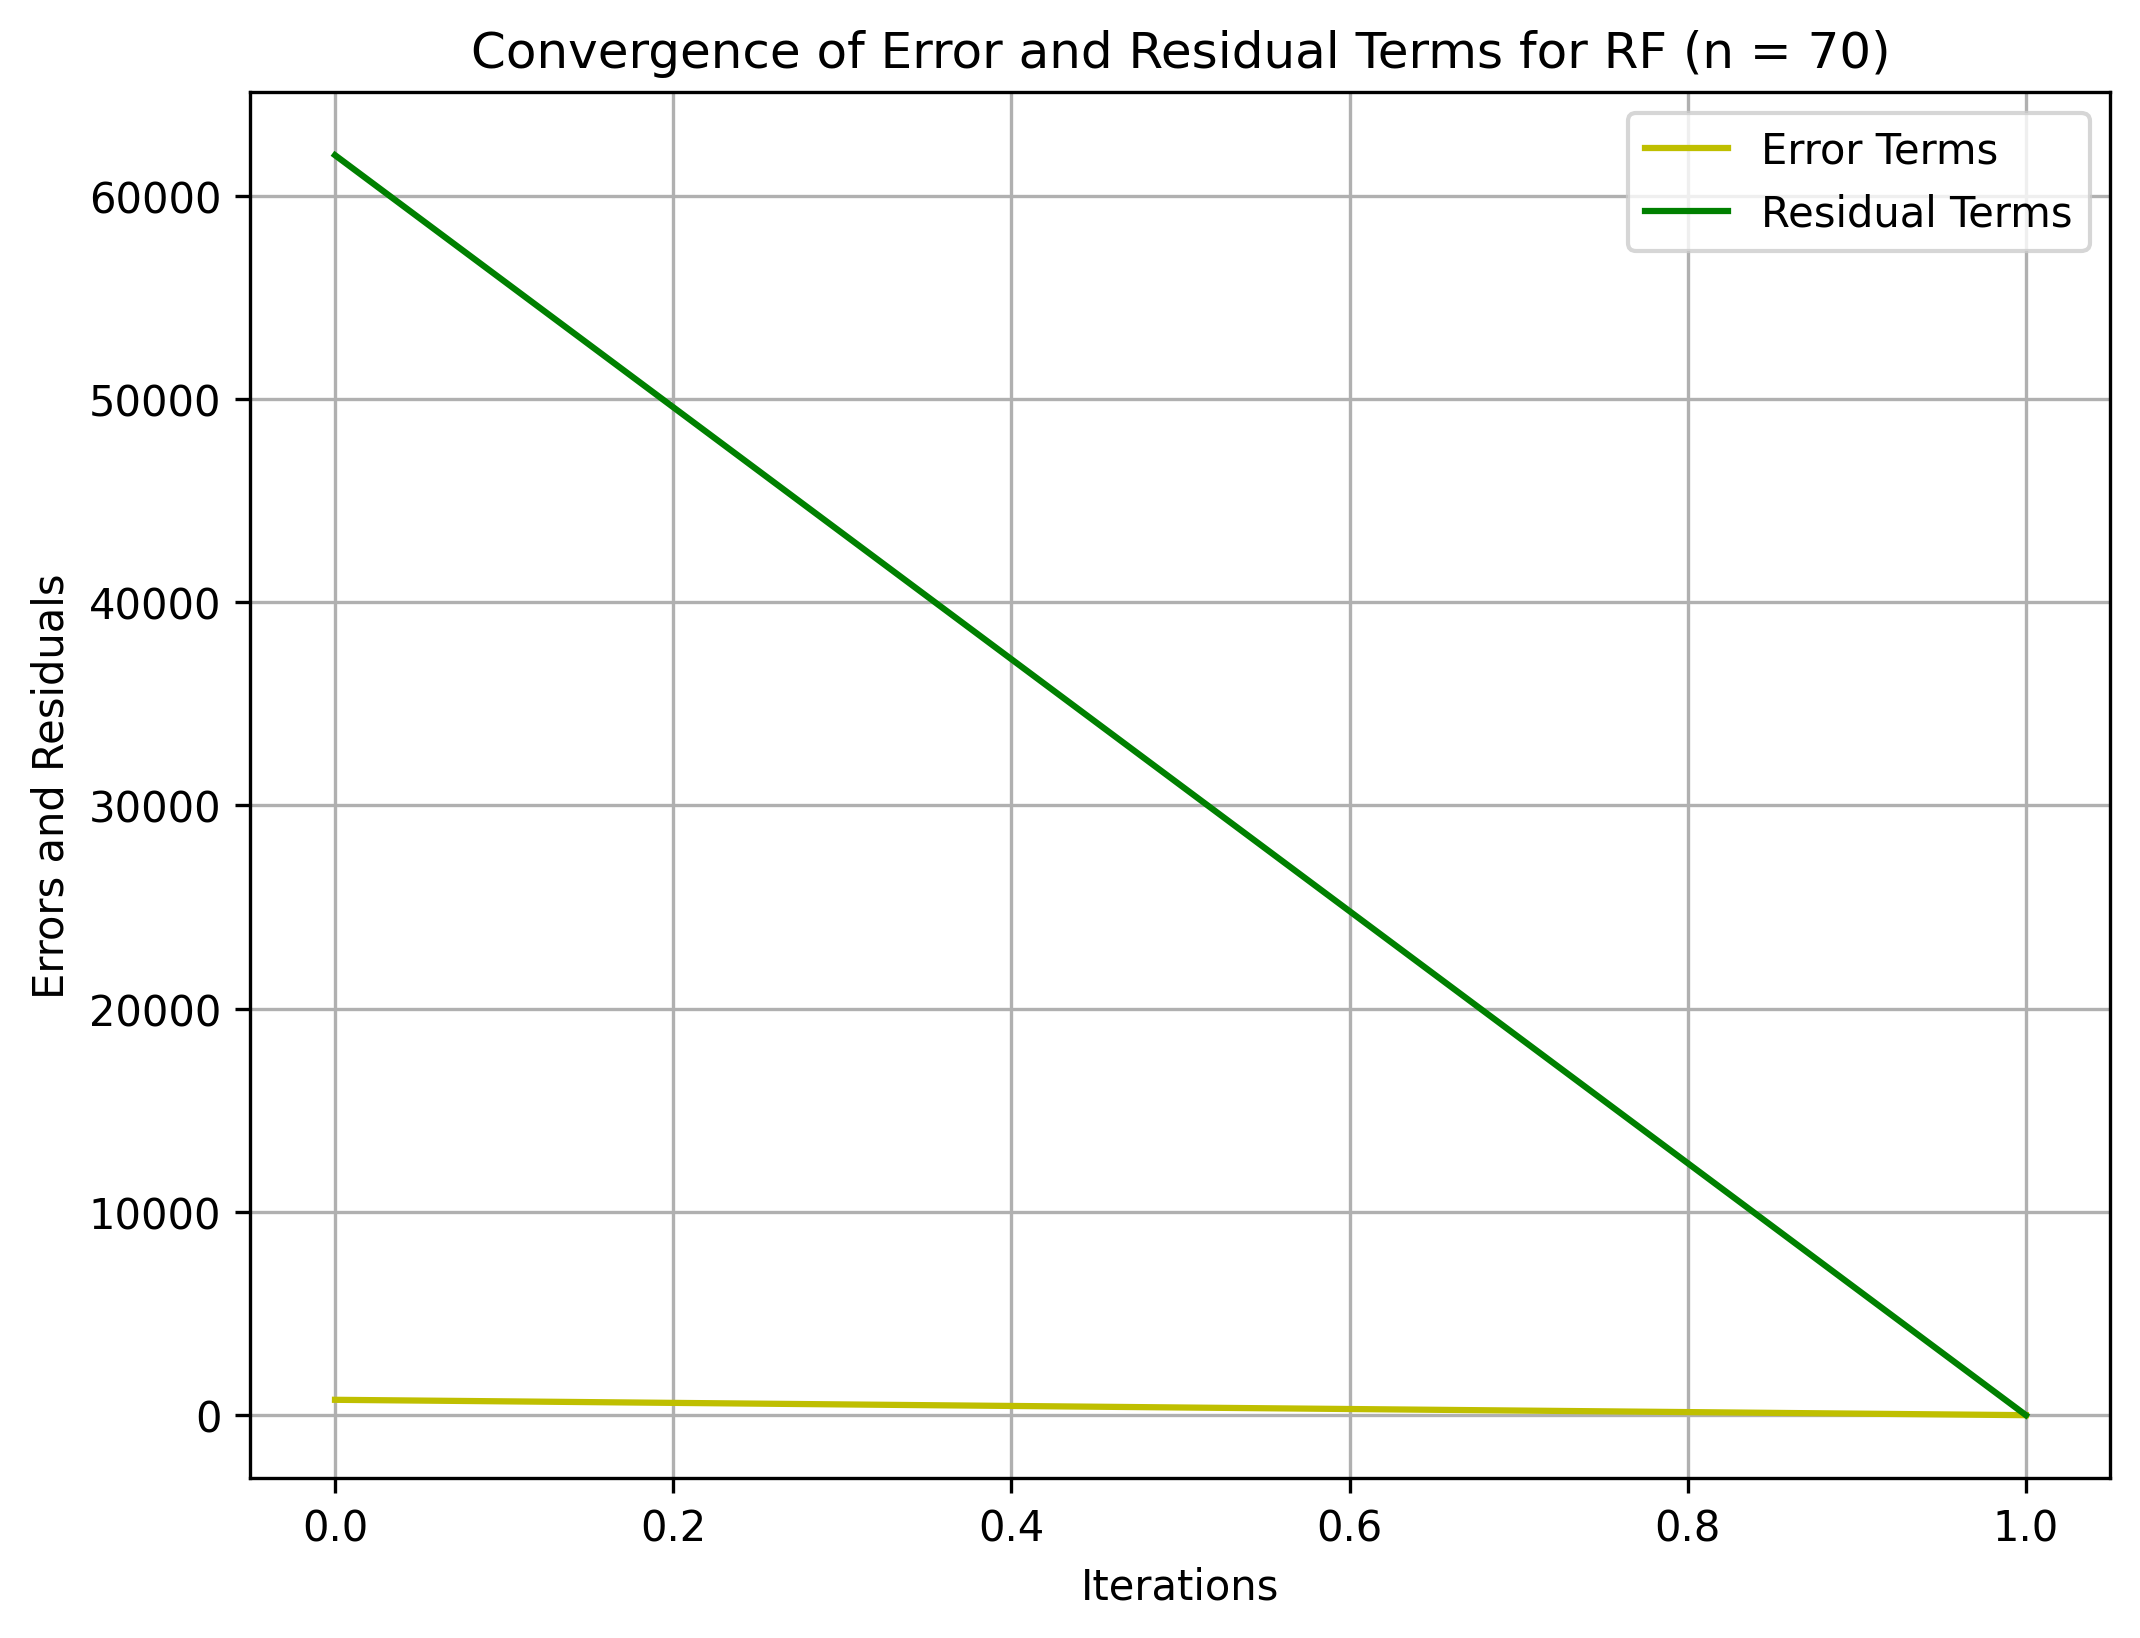 Convergence of Error and Residual Terms for RF (n = 70)
Error Terms
Residual Terms
60000
50000
40000
30000
20000
10000
0
Errors and Residuals
0.0 0.2 0.4 0.6 0.8 1.0
Iterations